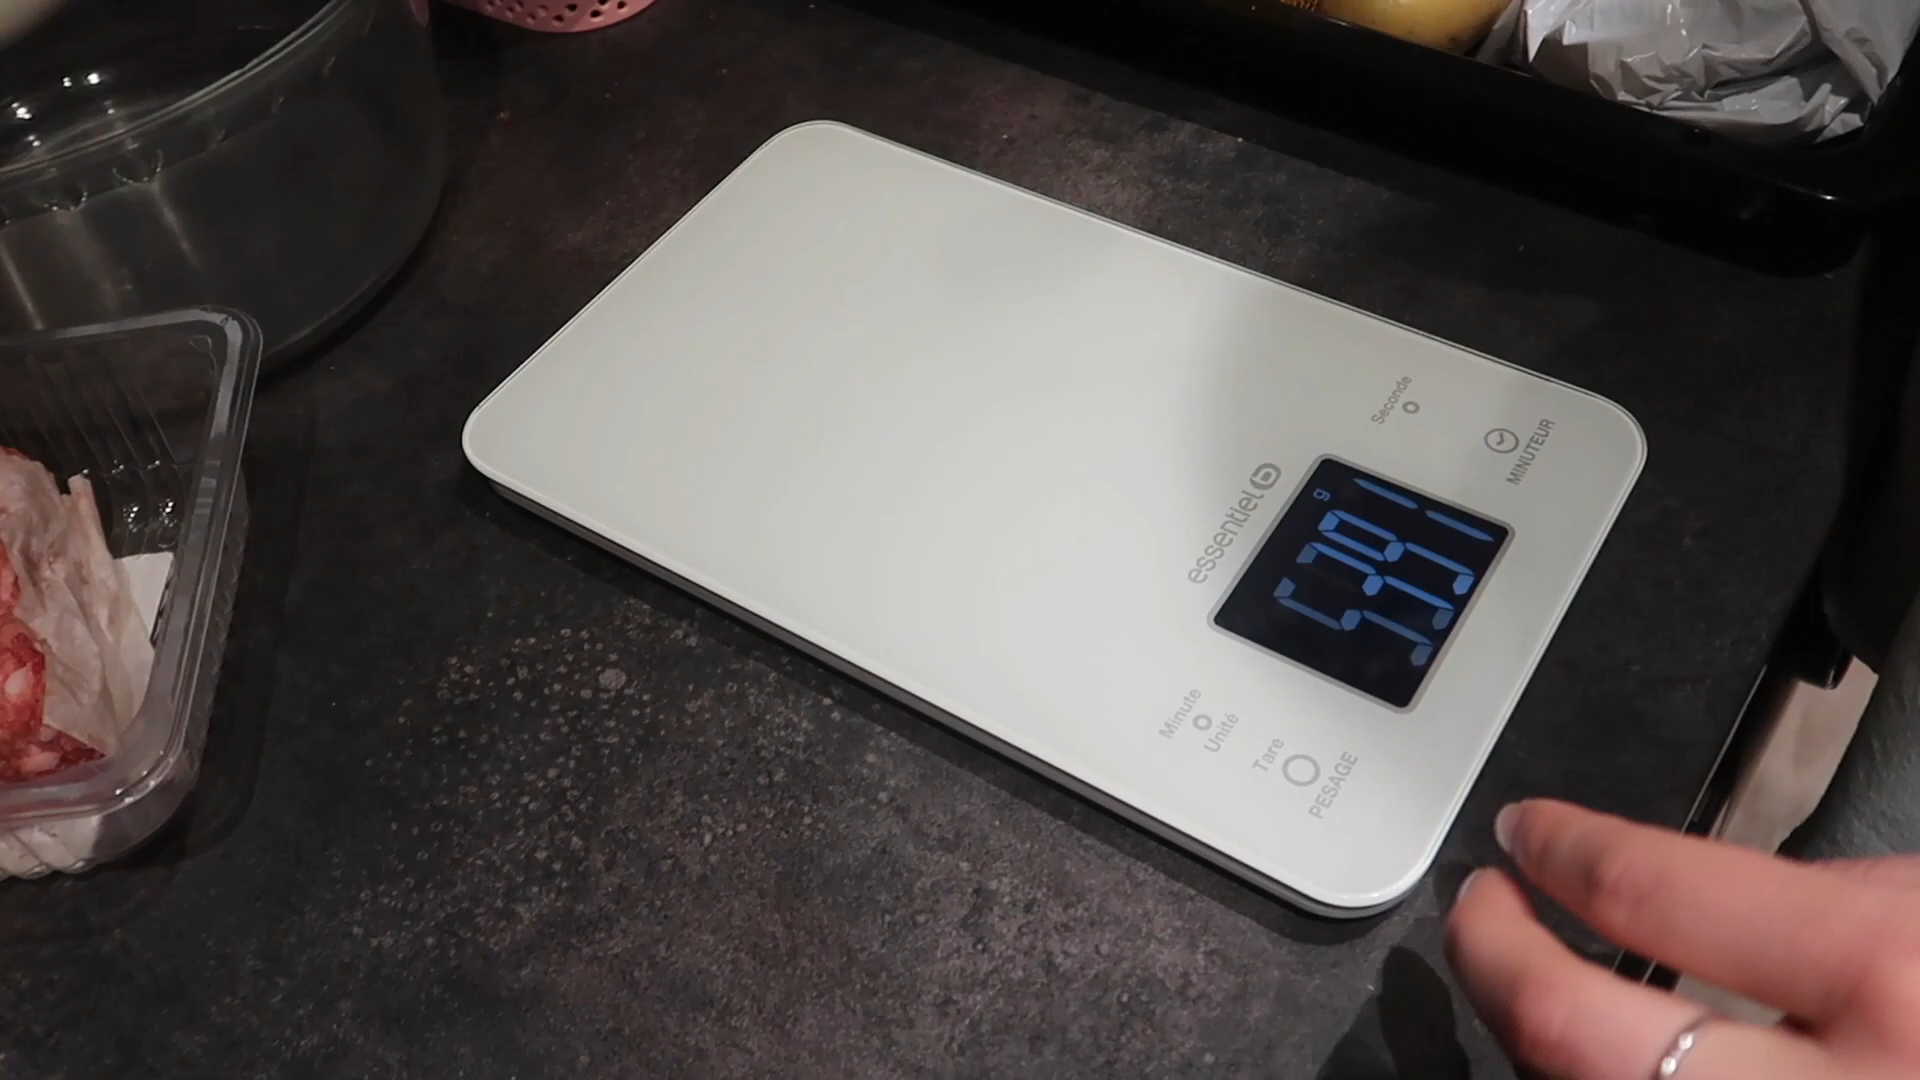 Seconde
MINUTEUR
essentiel b
g
Minute
Unité
Tare
PESAGE